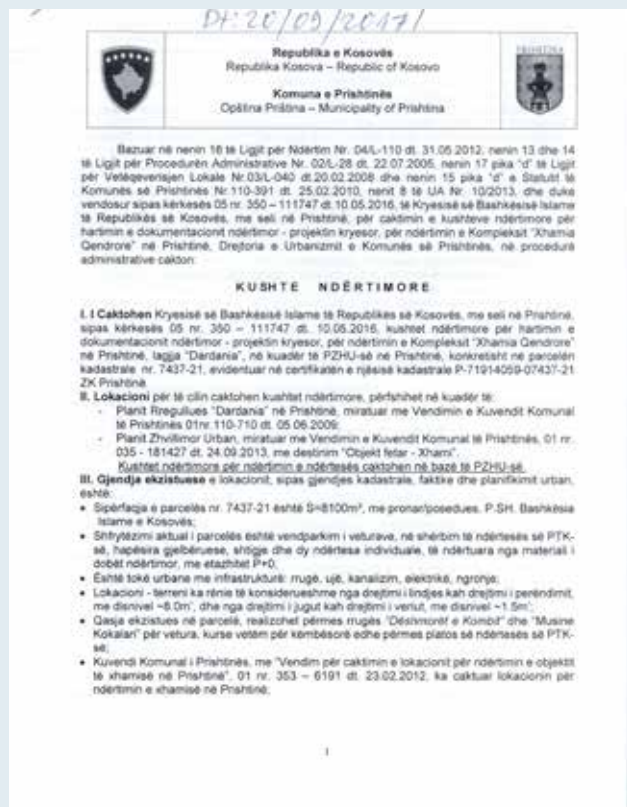 Dt: 20/09/2017/
Republika e Kosovës
Republika Kosova – Republic of Kosovo
Komuna e Prishtinës
Opština Priština – Municipality of Prishtina
PRISHTINA
Bazuar në nenin 16 të Ligjit për Ndërtim Nr. 04/L-110 dt. 31.05.2012, nenin 13 dhe 14
të Ligjit për Procedurën Administrative Nr. 02/L-28 dt. 22.07.2005, nenin 17 pika "d" të Ligjit
për Vetëqeverisjen Lokale Nr.03/L-040 dt.20.02.2008 dhe nenin 15 pika "d" e Statutit të
Komunës së Prishtinës Nr.110-391 dt. 25.02.2010, nenit 8 të UA Nr. 10/2013, dhe duke
vendosur sipas kërkesës 05 nr. 350 – 111747 dt.10.05.2016, të Kryesisë së Bashkësisë Islame
të Republikës së Kosovës, me seli në Prishtinë, për caktimin e kushteve ndërtimore për
hartimin e dokumentacionit ndërtimor - projektin kryesor, për ndërtimin e Kompleksit "Xhamia
Qendrore" në Prishtinë, Drejtoria e Urbanizmit e Komunës së Prishtinës, në procedurë
administrative cakton:
KUSHTE NDËRTIMORE
I. I Caktohen Kryesisë së Bashkësisë Islame të Republikës së Kosovës, me seli në Prishtinë,
sipas kërkesës 05 nr. 350 – 111747 dt. 10.05.2016, kushtet ndërtimore për hartimin e
dokumentacionit ndërtimor - projektin kryesor, për ndërtimin e Kompleksit "Xhamia Qendrore"
në Prishtinë, lagjja "Dardania", në kuadër të PZHU-së në Prishtinë, konkretisht në parcelën
kadastrale nr. 7437-21, evidentuar në certifikatën e njësisë kadastrale P-71914059-07437-21
ZK Prishtinë
II. Lokacioni për të cilin caktohen kushtet ndërtimore, përfshihet në kuadër të:
- Planit Rregullues "Dardania" në Prishtinë, miratuar me Vendimin e Kuvendit Komunal
të Prishtinës 01nr.110-710 dt. 05.06.2009;
- Planit Zhvillimor Urban, miratuar me Vendimin e Kuvendit Komunal të Prishtinës, 01 nr.
035 - 181427 dt. 24.09.2013, me destinim "Objekt fetar - Xhami".
Kushtet ndërtimore për ndërtimin e ndërtesës caktohen në bazë të PZHU-së.
III. Gjendja ekzistuese e lokacionit, sipas gjendjes kadastrale, faktike dhe planifikimit urban,
është:
• Sipërfaqja e parcelës nr. 7437-21 është S=8100m², me pronar/posedues. P.SH. Bashkësia
Islame e Kosovës;
• Shfrytëzimi aktual i parcelës është vendparkim i veturave, në shërbim të ndërtesës së PTK-
së, hapësira gjelbëruese, shtigje dhe dy ndërtesa individuale, të ndërtuara nga materiali i
dobët ndërtimor, me etazhitet P+0;
• Është tokë urbane me infrastrukturë: rrugë, ujë, kanalizim, elektrikë, ngrohje;
• Lokacioni - terreni ka rënie të konsiderueshme nga drejtimi i lindjes kah drejtimi i perëndimit,
me disnivel ~8.0m', dhe nga drejtimi i jugut kah drejtimi i veriut, me disnivel ~1.5m';
• Qasja ekzistues në parcelë, realizohet përmes rrugës "Dëshmorët e Kombit" dhe "Musine
Kokalari" për vetura, kurse vetëm për këmbësorë edhe përmes platos së ndërtesës së PTK-
së;
• Kuvendi Komunal i Prishtinës, me "Vendim për caktimin e lokacionit për ndërtimin e objektit
të xhamisë në Prishtinë", 01 nr. 353 – 6191 dt. 23.02.2012, ka caktuar lokacionin për
ndërtimin e xhamisë në Prishtinë;
1